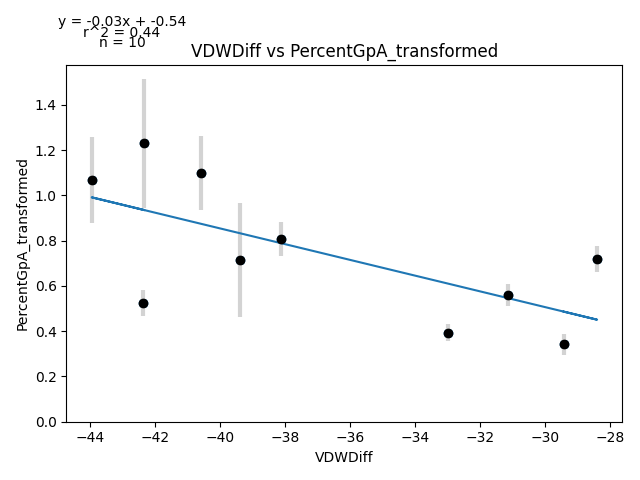 y = -0.03x + -0.54
r^2 = 0.44
n = 10
VDWDiff vs PercentGpA_transformed
PercentGpA_transformed
1.4
1.2
1.0
0.8
0.6
0.4
0.2
0.0
−44 −42 −40 −38 −36 −34 −32 −30 −28
VDWDiff